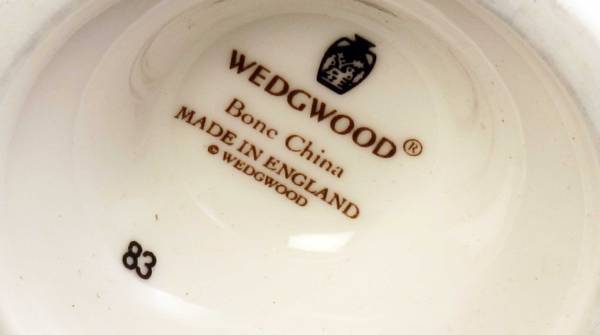 WEDGWOOD®
Bone China
MADE IN ENGLAND
© WEDGWOOD
83